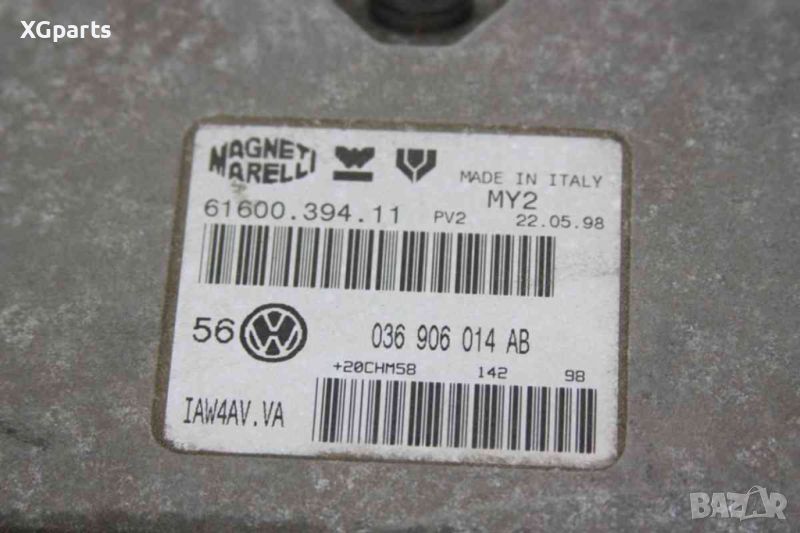 XGparts
MAGNETI MARELLI
MADE IN ITALY
MY2
61600.394.11 PV2 22.05.98
56 036 906 014 AB
+20CHM58 142 98
IAW4AV.VA
BAZAR